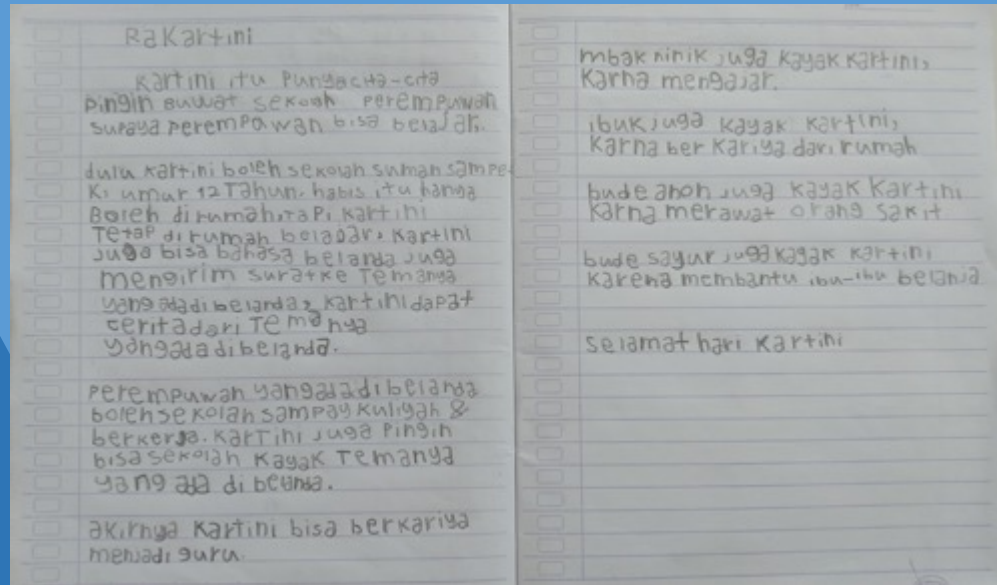 Ra Kartini
Kartini itu Punya cita-cita
pingin buwat sekolah perempuwan
supaya perempuwan bisa belajar.
dulu Kartini boleh sekolah suman sampe
Ki umur 12 Tahun. habis itu hanya
Boleh di rumah, TaPi Kartini
Tetap di rumah belajar, Kartini
juga bisa bahasa belanda juga
mengirim surat ke Temanya
yang ada di belanda, Kartini dapat
cerita dari Temanya
yang ada di belanda.
perempuwan yang ada di belanda
boleh sekolah sampay kuliyah &
berkerja. KarTini juga Pingin
bisa sekolah Kayak Temanya
yang ada di belanda.
akirnya Kartini bisa berkariya
menjadi guru.
mbak ninik juga Kayak Kartini,
Karna mengajar.
ibuk juga kayak Kartini,
Karna ber Kariya dari rumah
bude anon juga kayak Kartini
Karna merawat orang sakit
bude sayur juga kayak Kartini
Karena membantu ibu-ibu belanja
selamat hari Kartini